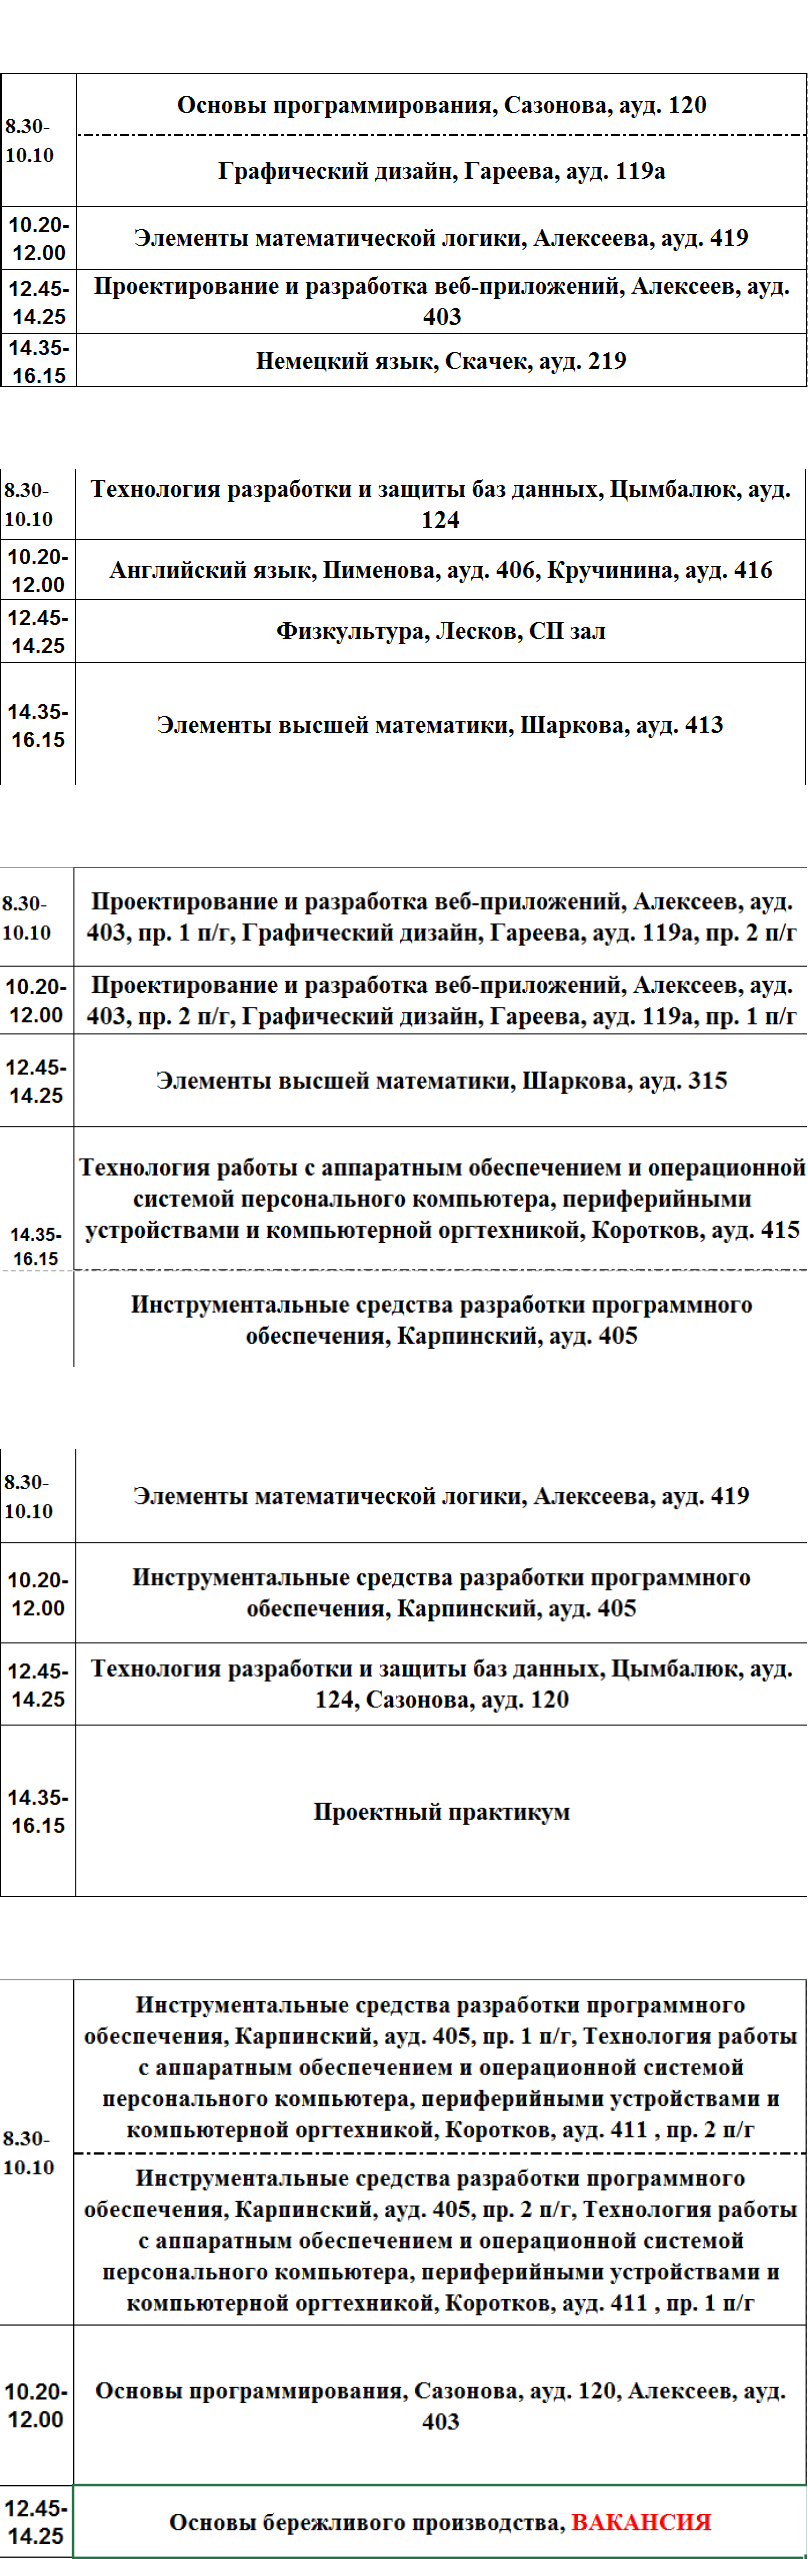 8.30-
10.10
Основы программирования, Сазонова, ауд. 120
Графический дизайн, Гареева, ауд. 119а
10.20-
12.00
Элементы математической логики, Алексеева, ауд. 419
12.45-
14.25
Проектирование и разработка веб-приложений, Алексеев, ауд.
403
14.35-
16.15
Немецкий язык, Скачек, ауд. 219
8.30-
10.10
Технология разработки и защиты баз данных, Цымбалюк, ауд.
124
10.20-
12.00
Английский язык, Пименова, ауд. 406, Кручинина, ауд. 416
12.45-
14.25
Физкультура, Лесков, СП зал
14.35-
16.15
Элементы высшей математики, Шаркова, ауд. 413
8.30-
10.10
Проектирование и разработка веб-приложений, Алексеев, ауд.
403, пр. 1 п/г, Графический дизайн, Гареева, ауд. 119а, пр. 2 п/г
10.20-
12.00
Проектирование и разработка веб-приложений, Алексеев, ауд.
403, пр. 2 п/г, Графический дизайн, Гареева, ауд. 119а, пр. 1 п/г
12.45-
14.25
Элементы высшей математики, Шаркова, ауд. 315
14.35-
16.15
Технология работы с аппаратным обеспечением и операционной
системой персонального компьютера, периферийными
устройствами и компьютерной оргтехникой, Коротков, ауд. 415
Инструментальные средства разработки программного
обеспечения, Карпинский, ауд. 405
8.30-
10.10
Элементы математической логики, Алексеева, ауд. 419
10.20-
12.00
Инструментальные средства разработки программного
обеспечения, Карпинский, ауд. 405
12.45-
14.25
Технология разработки и защиты баз данных, Цымбалюк, ауд.
124, Сазонова, ауд. 120
14.35-
16.15
Проектный практикум
8.30-
10.10
Инструментальные средства разработки программного
обеспечения, Карпинский, ауд. 405, пр. 1 п/г, Технология работы
с аппаратным обеспечением и операционной системой
персонального компьютера, периферийными устройствами и
компьютерной оргтехникой, Коротков, ауд. 411 , пр. 2 п/г
Инструментальные средства разработки программного
обеспечения, Карпинский, ауд. 405, пр. 2 п/г, Технология работы
с аппаратным обеспечением и операционной системой
персонального компьютера, периферийными устройствами и
компьютерной оргтехникой, Коротков, ауд. 411 , пр. 1 п/г
10.20-
12.00
Основы программирования, Сазонова, ауд. 120, Алексеев, ауд.
403
12.45-
14.25
Основы бережливого производства, ВАКАНСИЯ